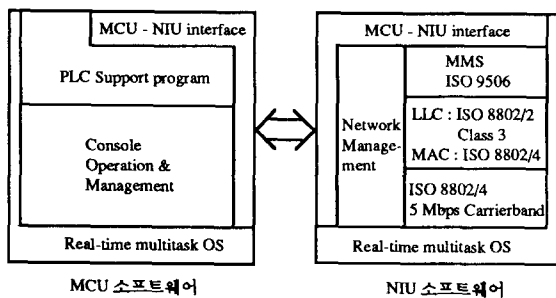 MCU - NIU interface
PLC Support program
Console
Operation &
Management
Real-time multitask OS
MCU 소프트웨어
MCU - NIU interface
Network
Manage-
ment
MMS
ISO 9506
LLC : ISO 8802/2
Class 3
MAC : ISO 8802/4
ISO 8802/4
5 Mbps Carrierband
Real-time multitask OS
NIU 소프트웨어